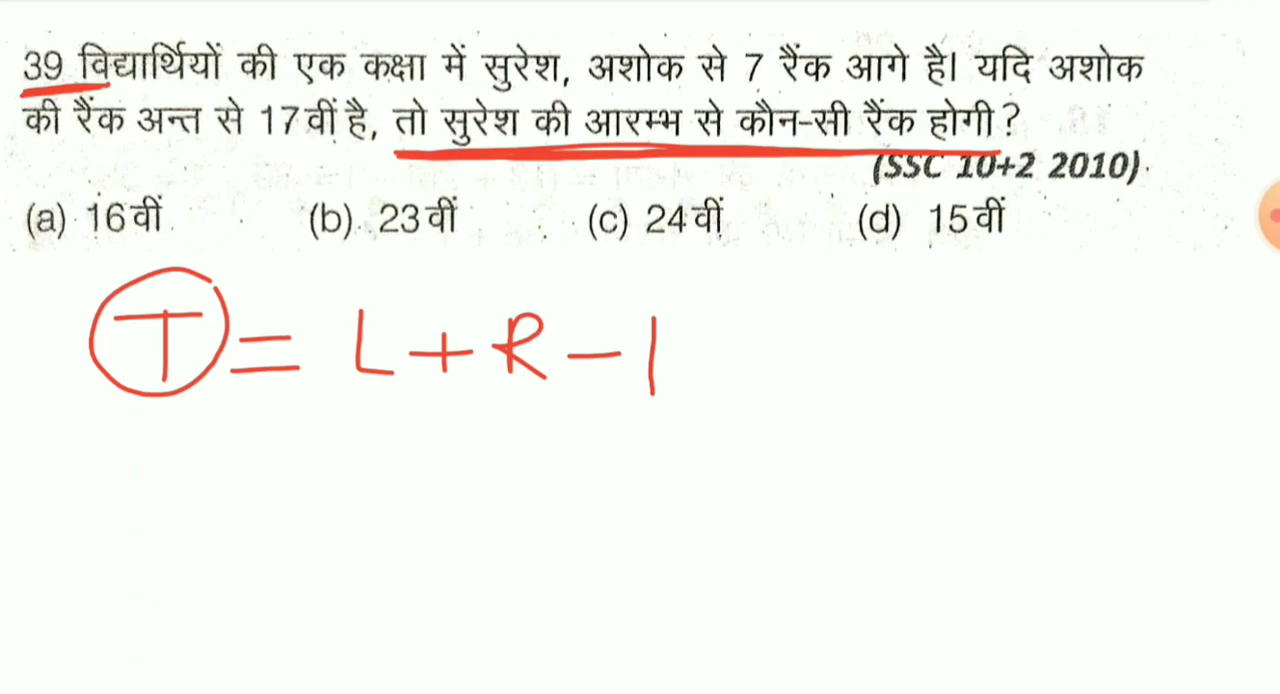 39 विद्यार्थियों की एक कक्षा में सुरेश, अशोक से 7 रैंक आगे है। यदि अशोक
की रैंक अन्त से 17वीं है, तो सुरेश की आरम्भ से कौन-सी रैंक होगी?
(SSC 10+2 2010)
(a) 16वीं (b) 23वीं (c) 24वीं (d) 15वीं
T = L + R - 1